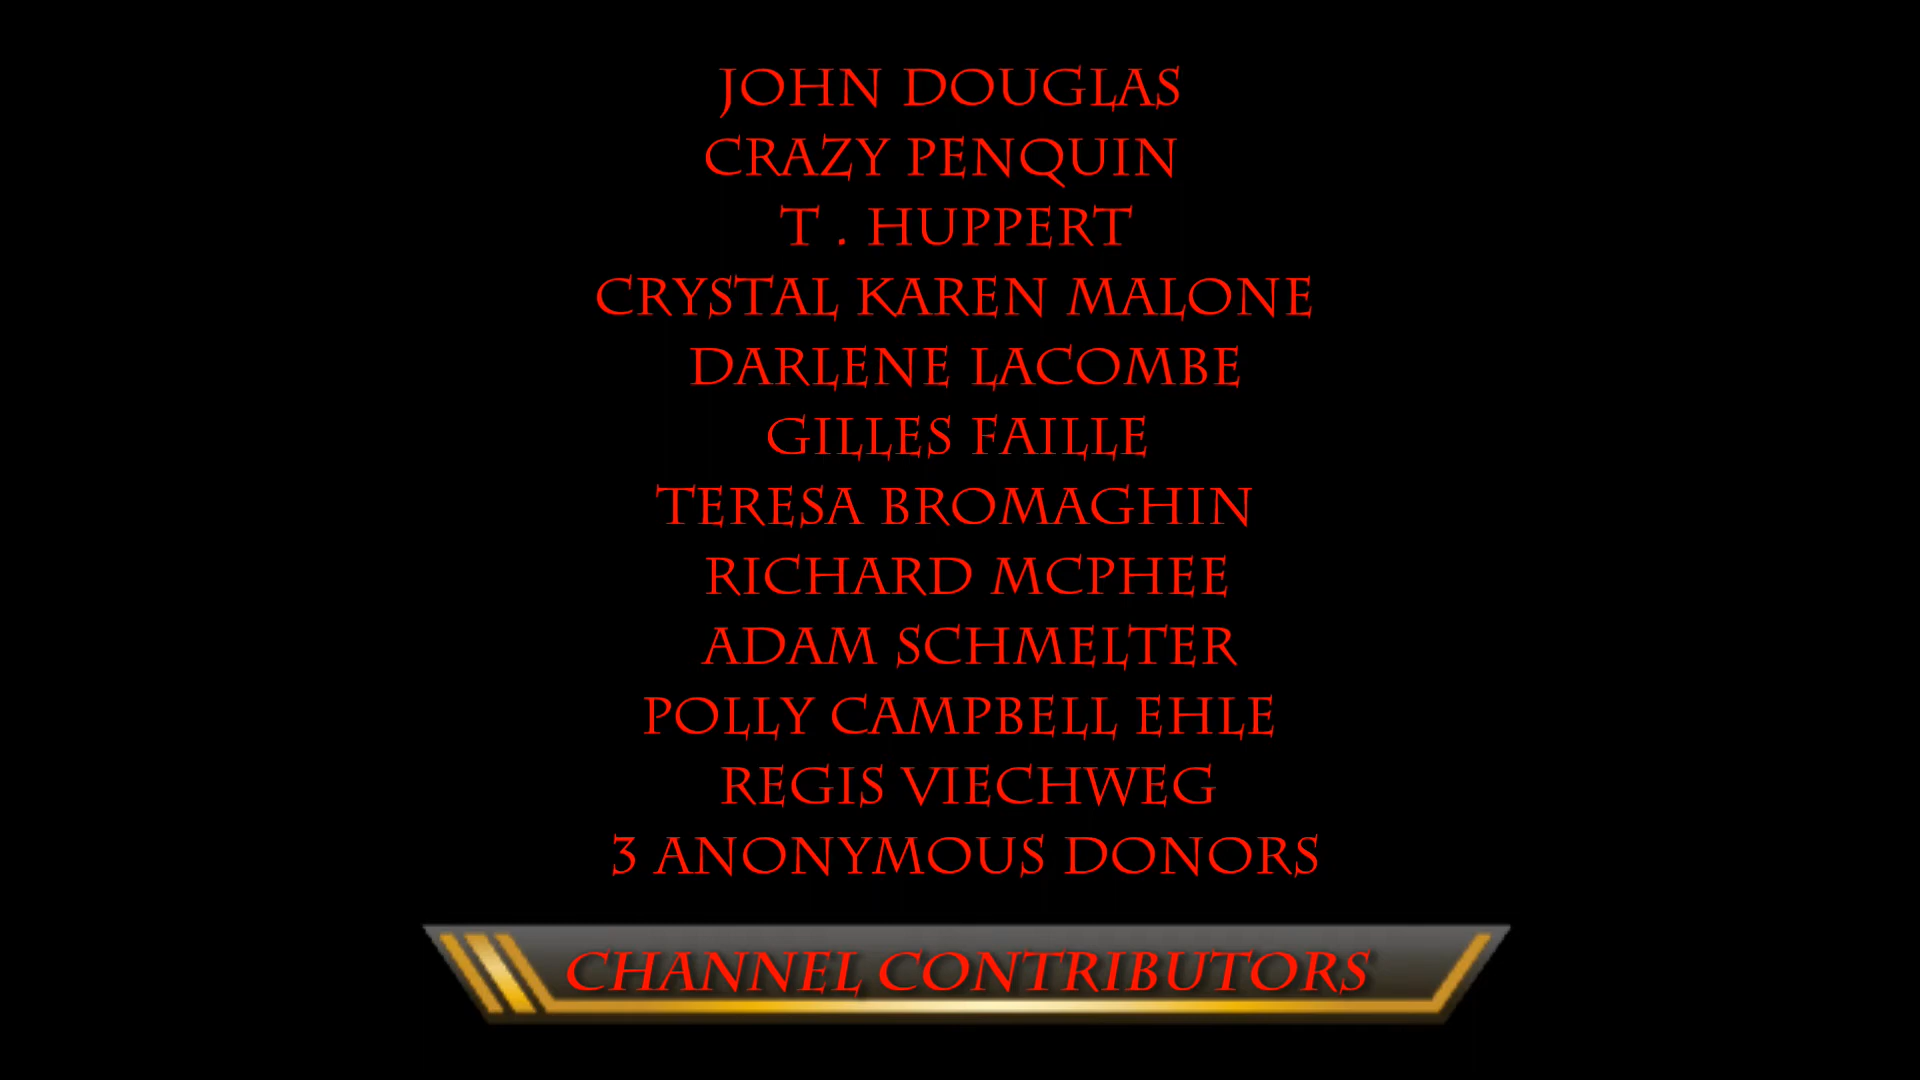 JOHN DOUGLAS
CRAZY PENQUIN
T . HUPPERT
CRYSTAL KAREN MALONE
DARLENE LACOMBE
GILLES FAILLE
TERESA BROMAGHIN
RICHARD MCPHEE
ADAM SCHMELTER
POLLY CAMPBELL EHLE
REGIS VIECHWEG
3 ANONYMOUS DONORS
CHANNEL CONTRIBUTORS